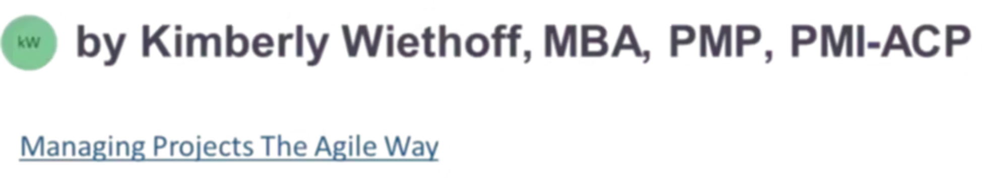 kW by Kimberly Wiethoff, MBA, PMP, PMI-ACP
Managing Projects The Agile Way